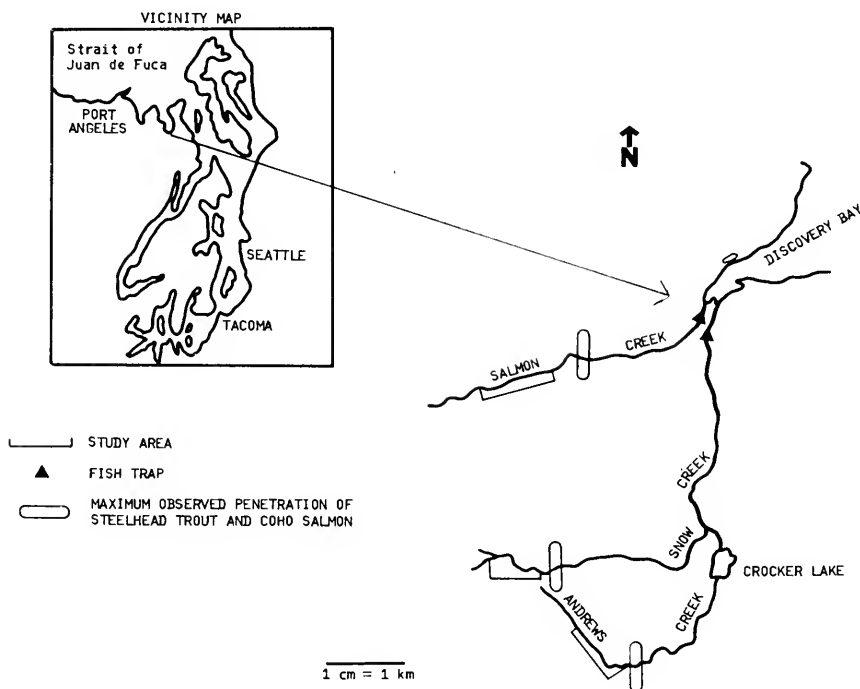 VICINITY MAP
Strait of
Juan de Fuca
PORT
ANGELES
SEATTLE
TACOMA
N
DISCOVERY BAY
SALMON CREEK
STUDY AREA
FISH TRAP
MAXIMUM OBSERVED PENETRATION OF
STEELHEAD TROUT AND COHO SALMON
SNOW CREEK
CROCKER LAKE
ANDREWS CREEK
1 cm = 1 km